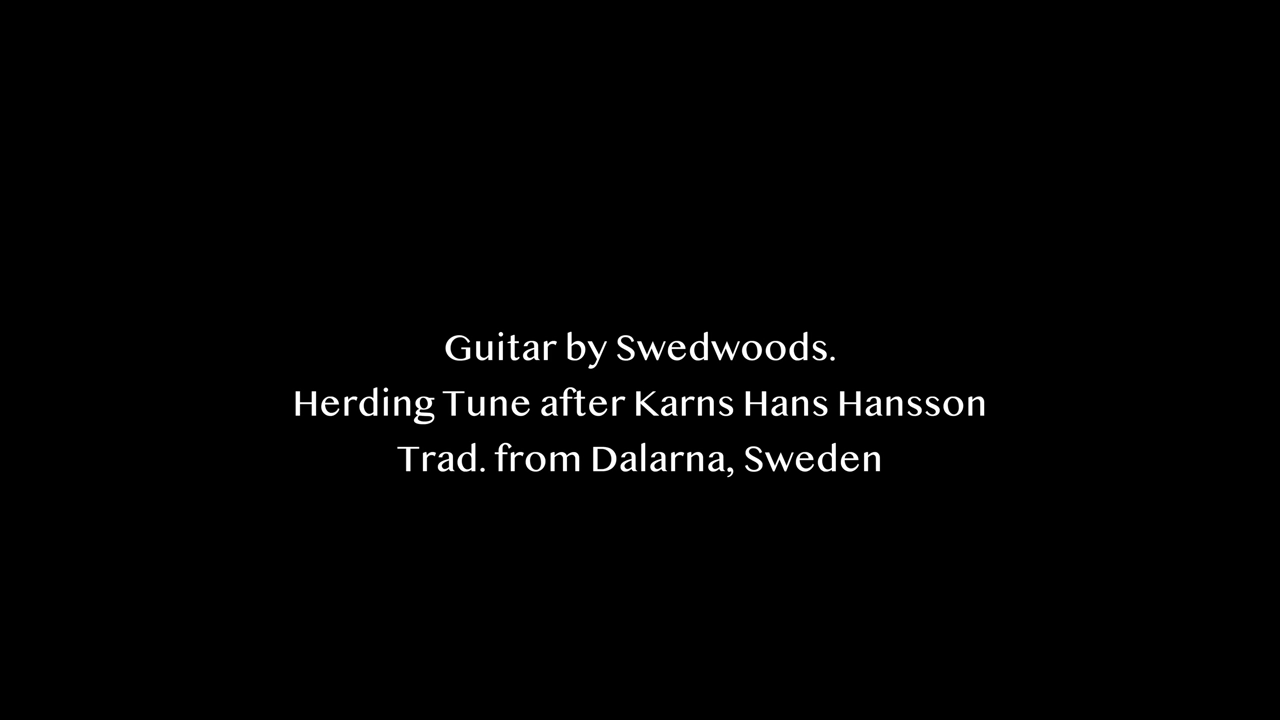 Guitar by Swedwoods.
Herding Tune after Karns Hans Hansson
Trad. from Dalarna, Sweden